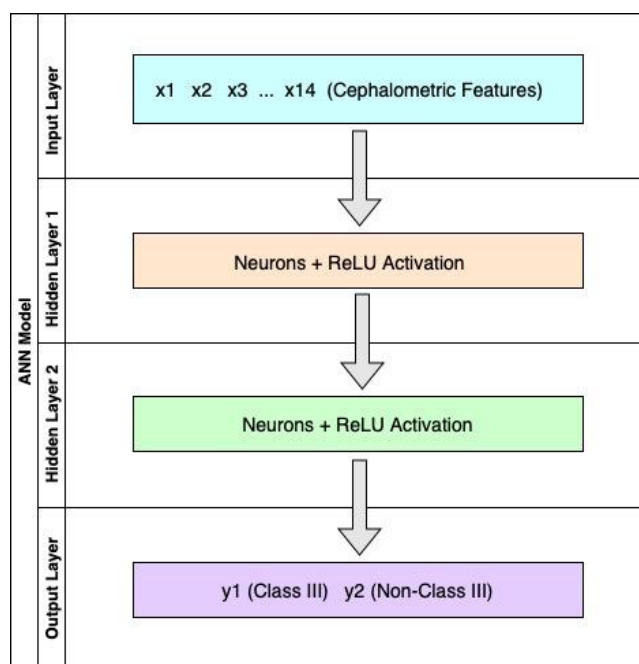 ANN Model
Input Layer
x1 x2 x3 ... x14 (Cephalometric Features)
Hidden Layer 1
Neurons + ReLU Activation
Hidden Layer 2
Neurons + ReLU Activation
Output Layer
y1 (Class III) y2 (Non-Class III)